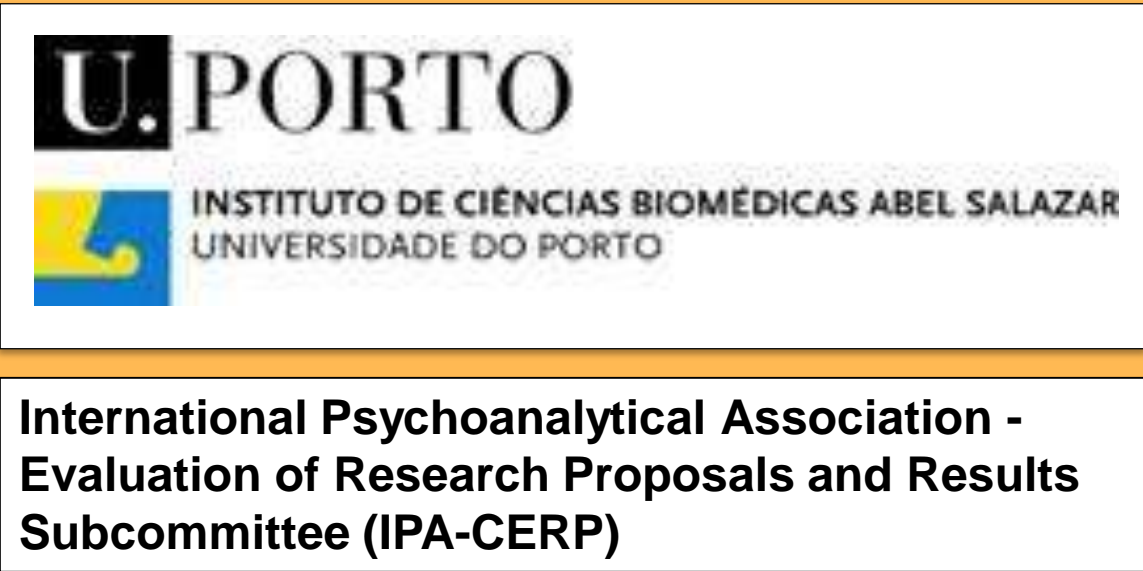 U. PORTO
INSTITUTO DE CIÊNCIAS BIOMÉDICAS ABEL SALAZAR
UNIVERSIDADE DO PORTO
International Psychoanalytical Association -
Evaluation of Research Proposals and Results
Subcommittee (IPA-CERP)